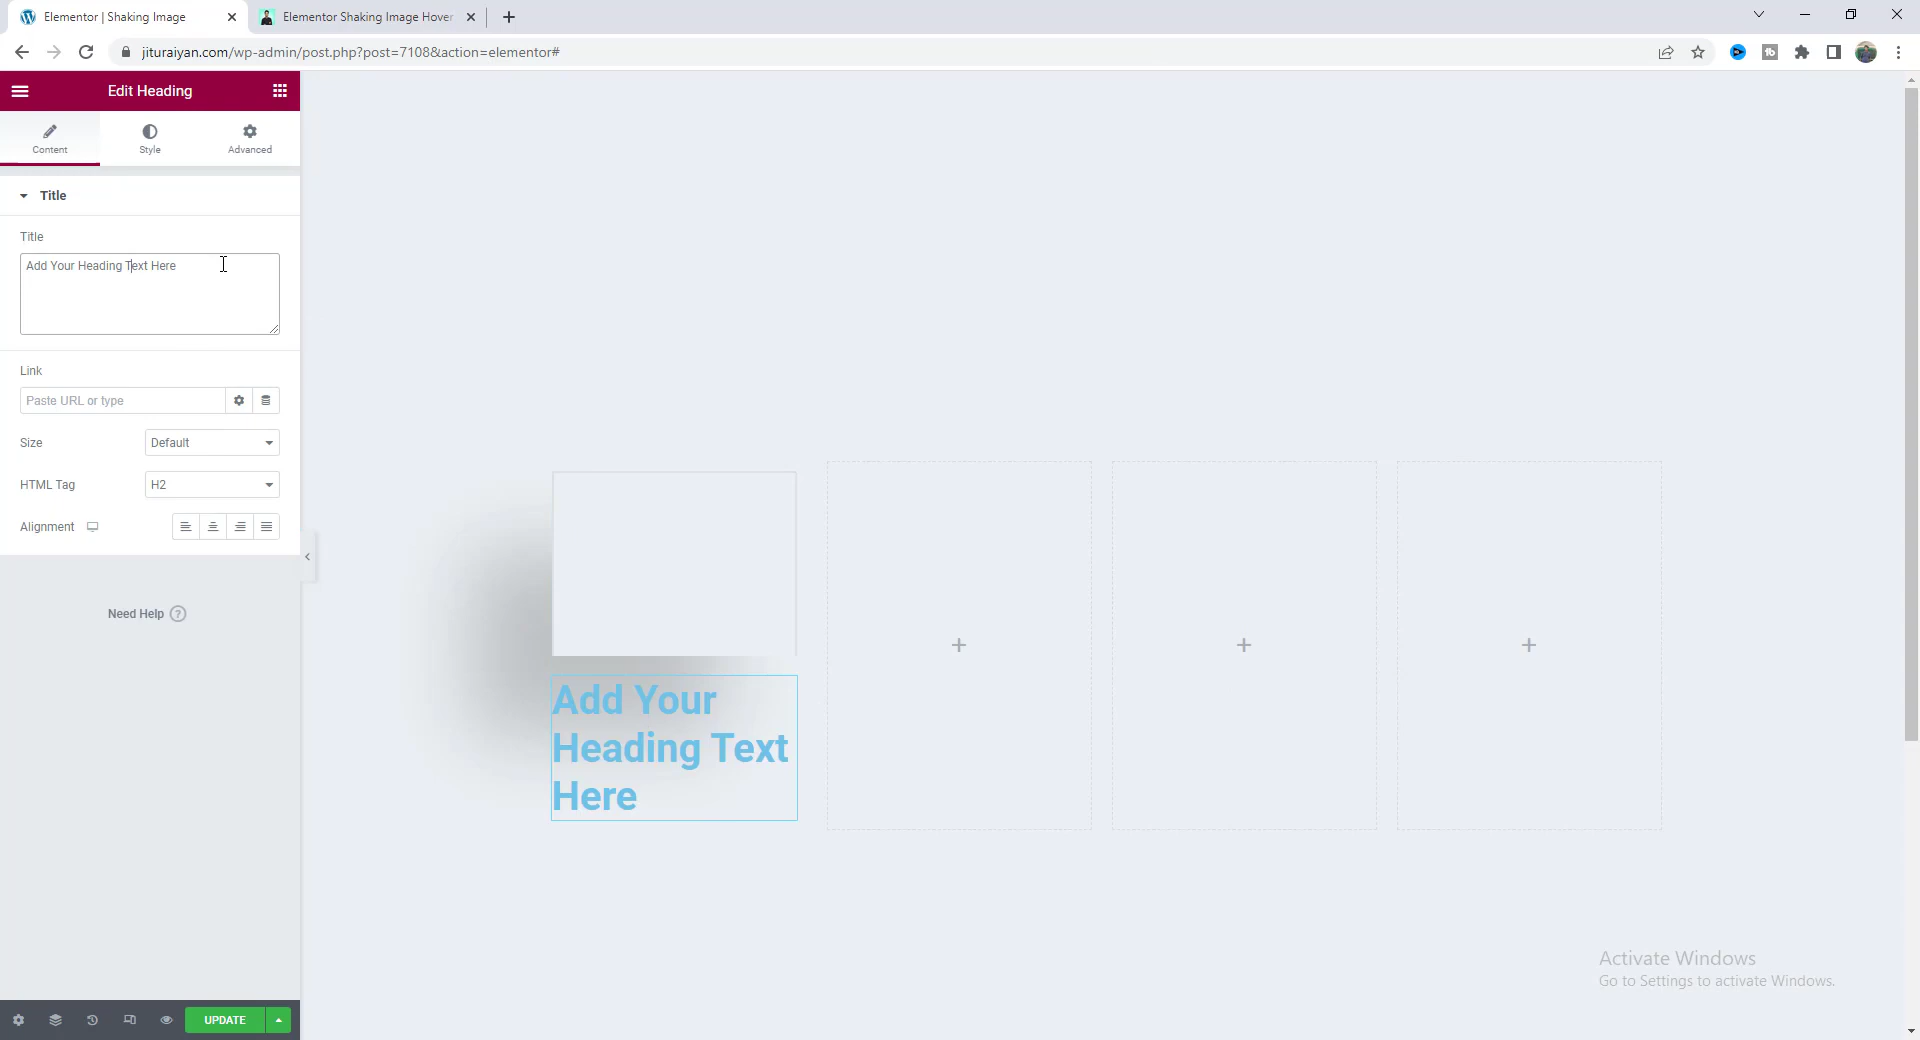 Elementor | Shaking Image
Elementor Shaking Image Hover
jituraiyan.com/wp-admin/post.php?post=7108&action=elementor#
Edit Heading
Content
Style
Advanced
Title
Title
Add Your Heading Text Here
Link
Paste URL or type
Size
Default
HTML Tag
H2
Alignment
Need Help ?
UPDATE
Add Your
Heading Text
Here
Activate Windows
Go to Settings to activate Windows.